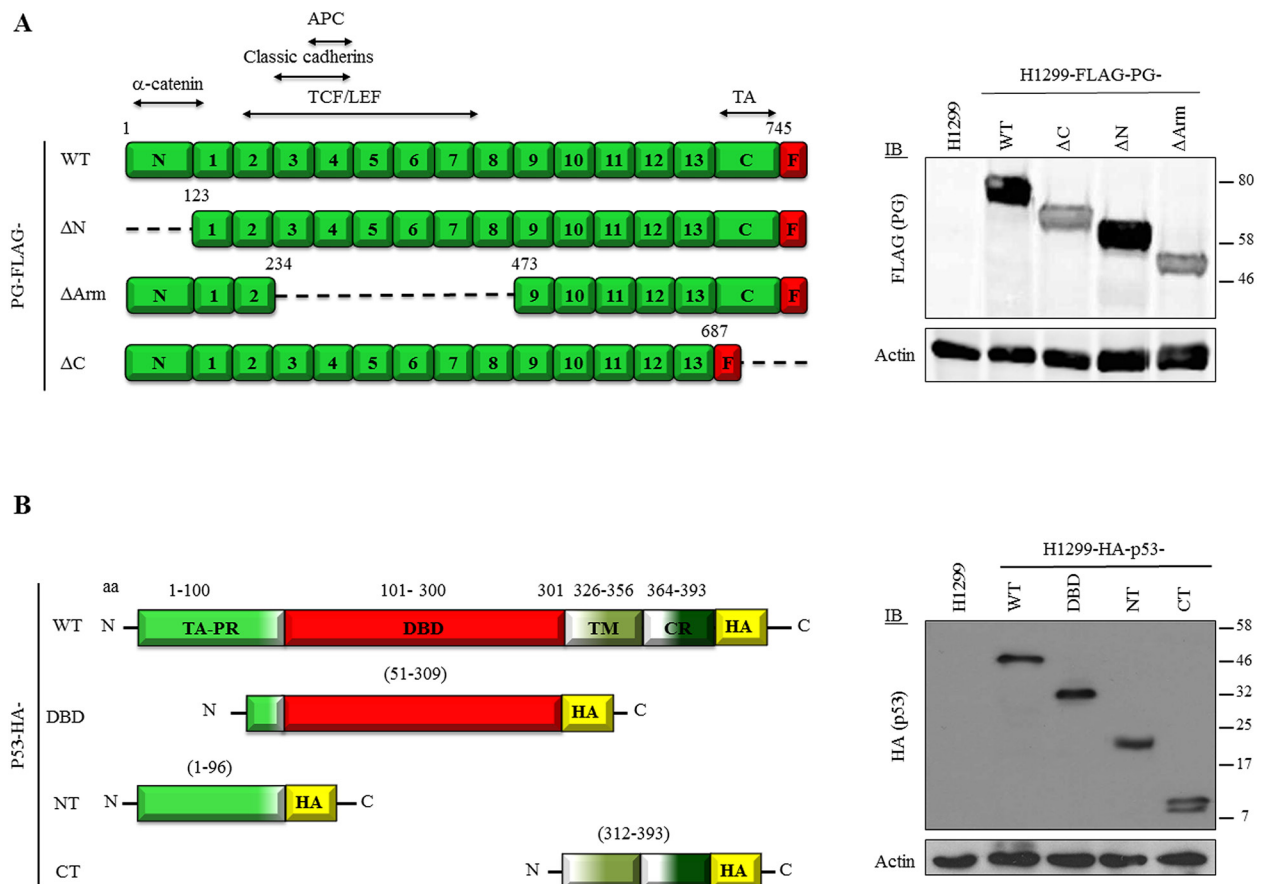 A
APC
Classic cadherins
α-catenin
TCF/LEF
TA
1
745
WT
N 1 2 3 4 5 6 7 8 9 10 11 12 13 C F
123
ΔN
1 2 3 4 5 6 7 8 9 10 11 12 13 C F
234
473
ΔArm
N 1 2 9 10 11 12 13 C F
687
ΔC
N 1 2 3 4 5 6 7 8 9 10 11 12 13 F
PG-FLAG-
H1299-FLAG-PG-
IB
H1299
WT
ΔC
ΔN
ΔArm
FLAG (PG)
80
58
46
Actin
B
aa
1-100
101- 300
301
326-356
364-393
WT N TA-PR DBD TM CR HA C
(51-309)
DBD N HA C
(1-96)
NT N HA C
(312-393)
CT N HA C
P53-HA-
H1299-HA-p53-
IB
H1299
WT
DBD
NT
CT
HA (p53)
58
46
32
25
17
7
Actin